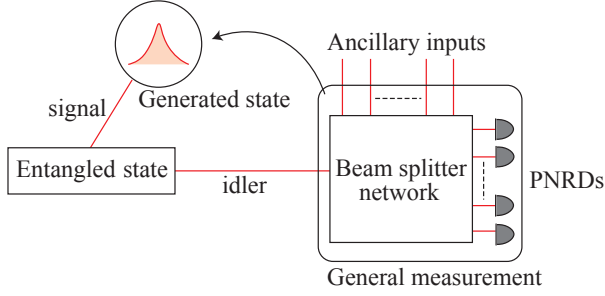 Ancillary inputs
Generated state
signal
Entangled state
idler
Beam splitter
network
PNRDs
General measurement